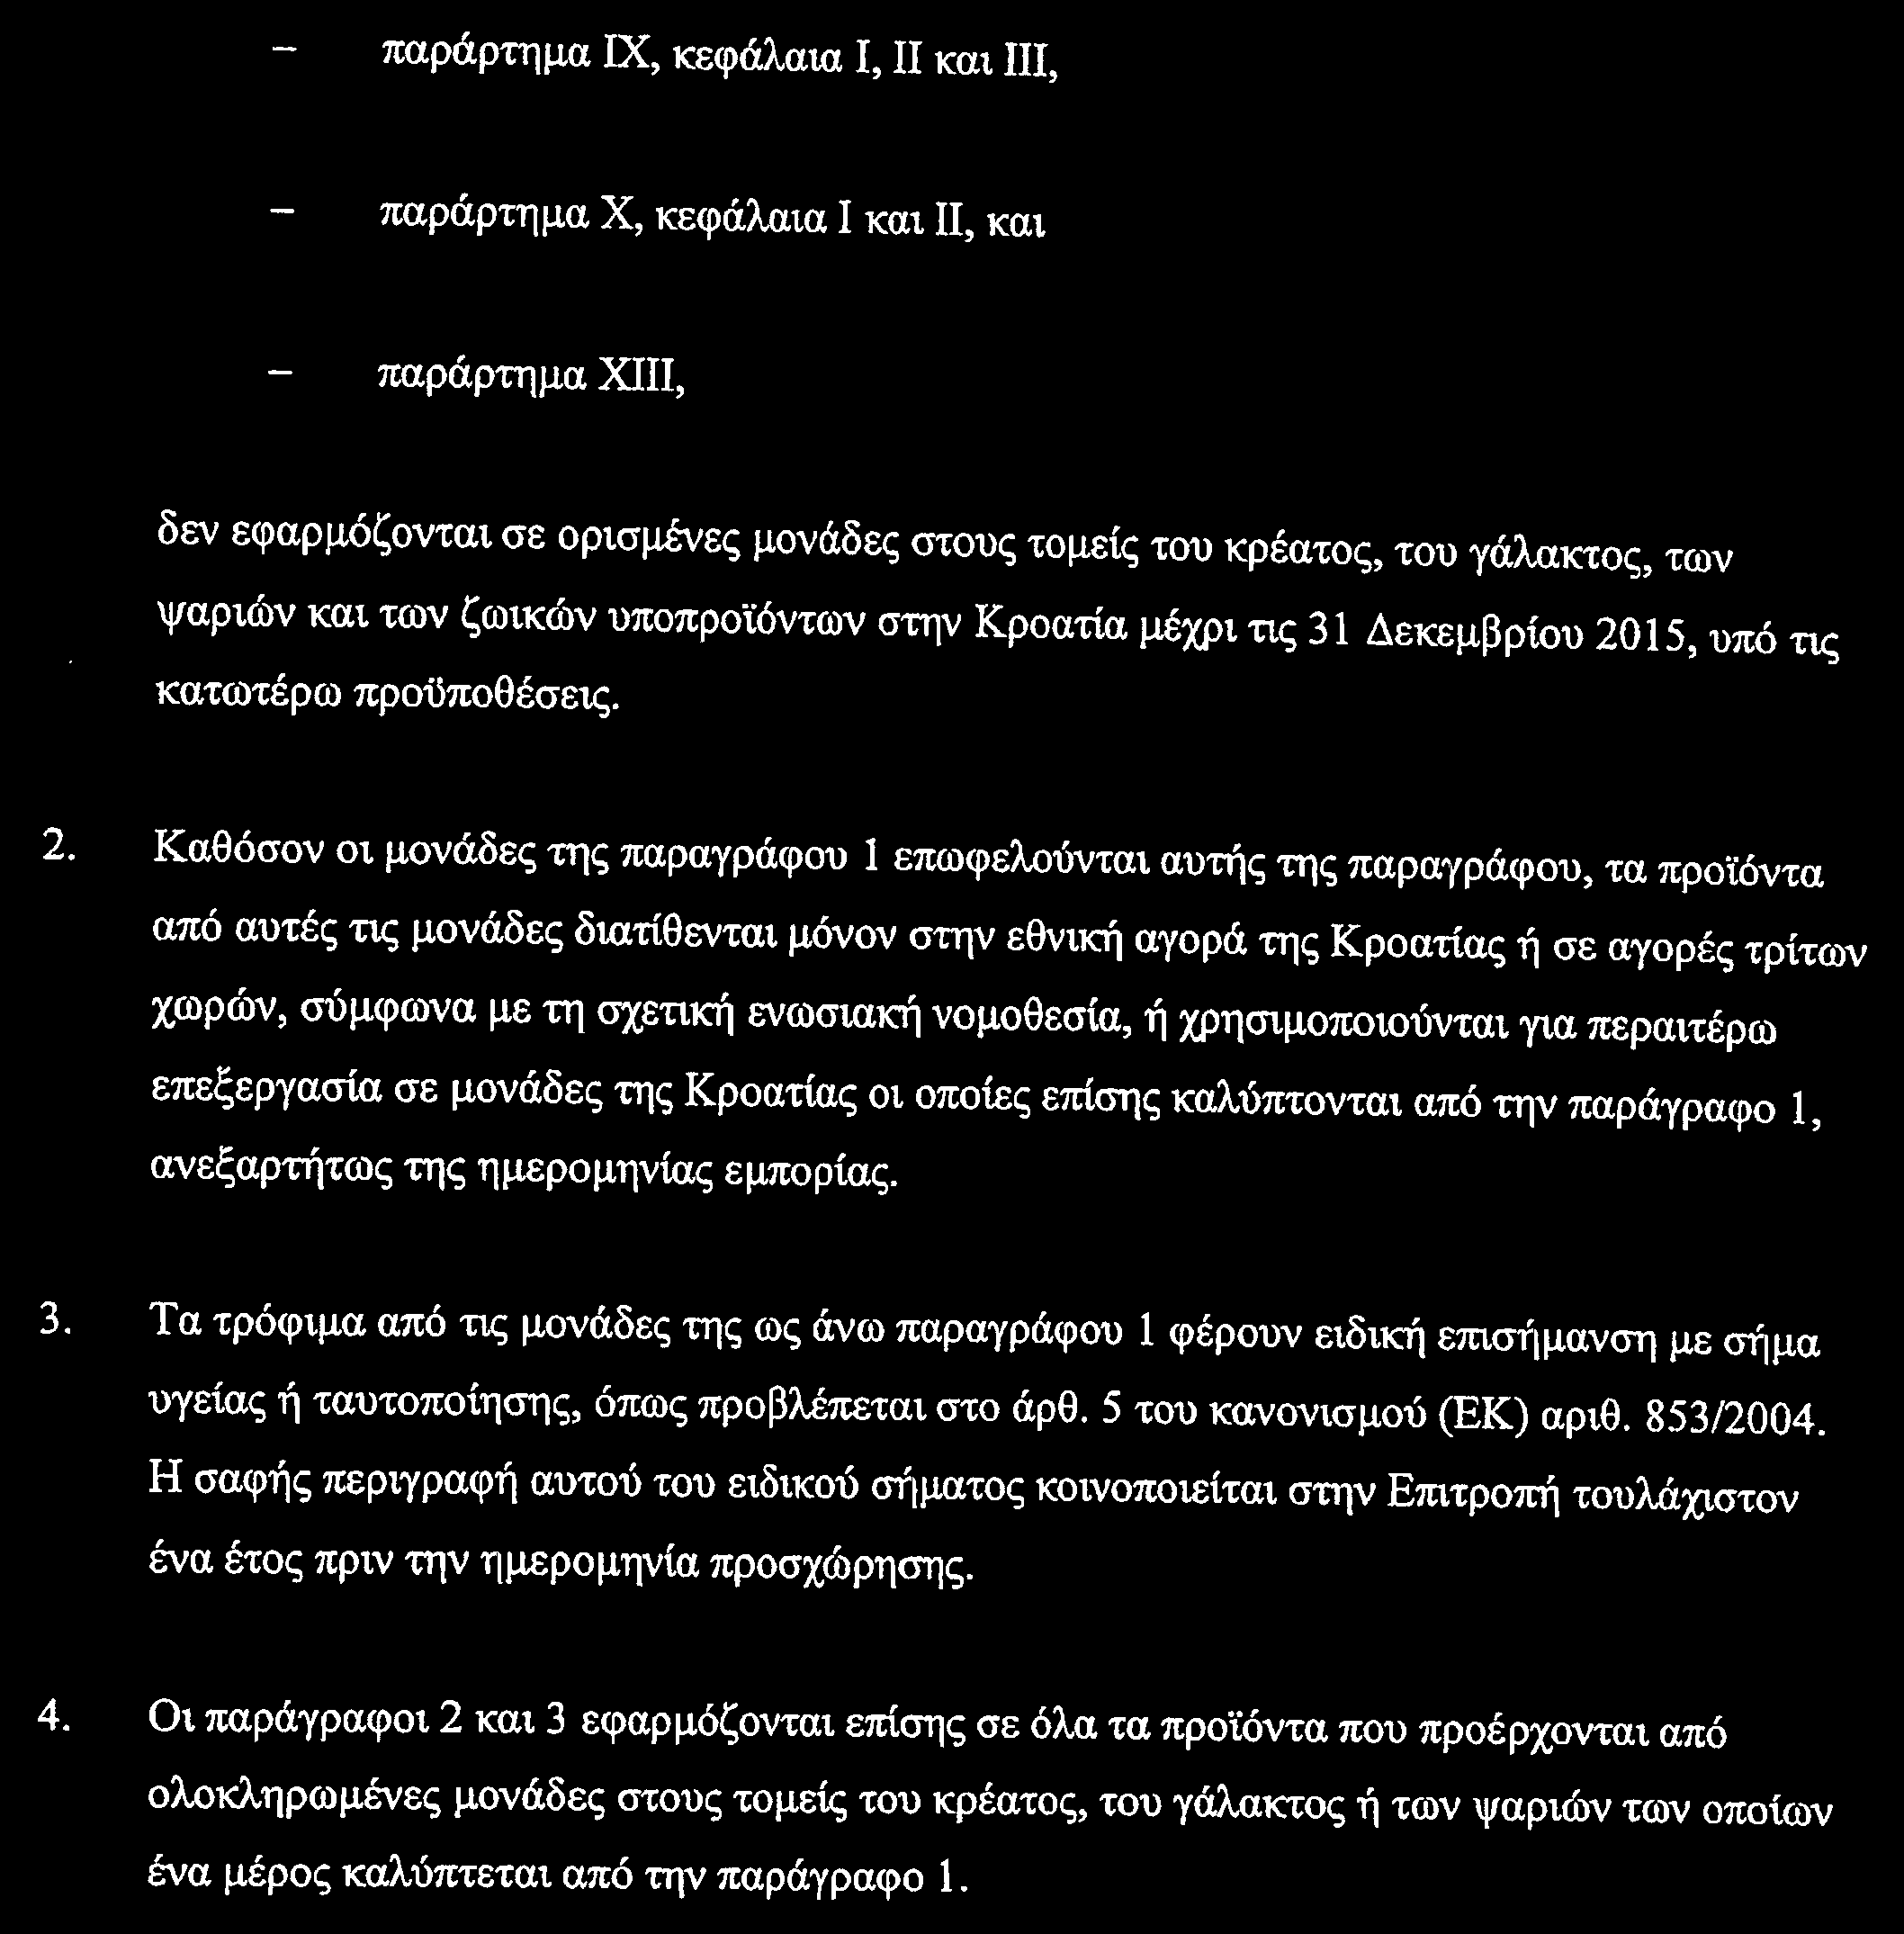 – παράρτημα IX, κεφάλαια I, II και III,
– παράρτημα X, κεφάλαια I και II, και
– παράρτημα XIII,
δεν εφαρμόζονται σε ορισμένες μονάδες στους τομείς του κρέατος, του γάλακτος, των
ψαριών και των ζωικών υποπροϊόντων στην Κροατία μέχρι τις 31 Δεκεμβρίου 2015, υπό τις
κατωτέρω προϋποθέσεις.
2. Καθόσον οι μονάδες της παραγράφου 1 επωφελούνται αυτής της παραγράφου, τα προϊόντα
από αυτές τις μονάδες διατίθενται μόνον στην εθνική αγορά της Κροατίας ή σε αγορές τρίτων
χωρών, σύμφωνα με τη σχετική ενωσιακή νομοθεσία, ή χρησιμοποιούνται για περαιτέρω
επεξεργασία σε μονάδες της Κροατίας οι οποίες επίσης καλύπτονται από την παράγραφο 1,
ανεξαρτήτως της ημερομηνίας εμπορίας.
3. Τα τρόφιμα από τις μονάδες της ως άνω παραγράφου 1 φέρουν ειδική επισήμανση με σήμα
υγείας ή ταυτοποίησης, όπως προβλέπεται στο άρθ. 5 του κανονισμού (ΕΚ) αριθ. 853/2004.
Η σαφής περιγραφή αυτού του ειδικού σήματος κοινοποιείται στην Επιτροπή τουλάχιστον
ένα έτος πριν την ημερομηνία προσχώρησης.
4. Οι παράγραφοι 2 και 3 εφαρμόζονται επίσης σε όλα τα προϊόντα που προέρχονται από
ολοκληρωμένες μονάδες στους τομείς του κρέατος, του γάλακτος ή των ψαριών των οποίων
ένα μέρος καλύπτεται από την παράγραφο 1.